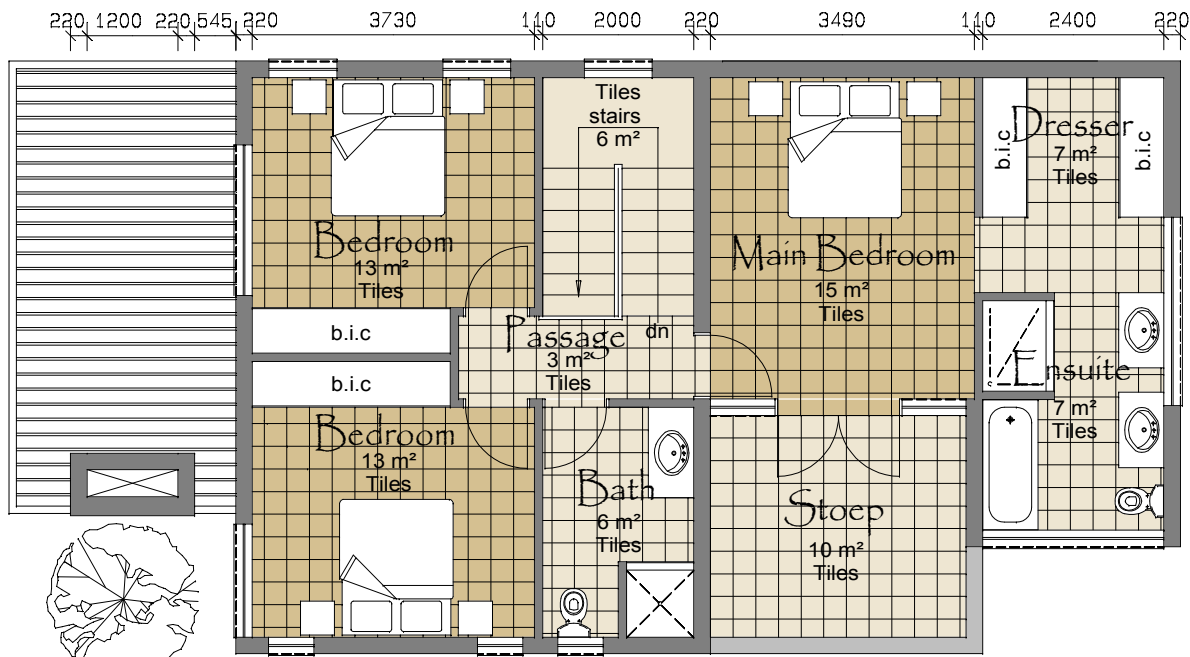 220 1200 220 545 220 3730 110 2000 220 3490 110 2400 220
Tiles
stairs
6 m²
Dresser
7 m²
Tiles
b.i.c
b.i.c
Bedroom
13 m²
Tiles
Main Bedroom
15 m²
Tiles
b.i.c
Passage
3 m²
Tiles
dn
b.i.c
Ensuite
7 m²
Tiles
Bedroom
13 m²
Tiles
Bath
6 m²
Tiles
Stoep
10 m²
Tiles